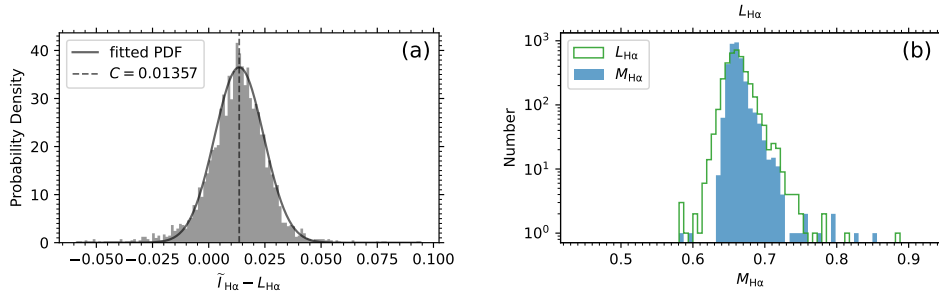 (a)
fitted PDF
C = 0.01357
Probability Density
40
30
20
10
0
−0.050 −0.025 0.000 0.025 0.050 0.075 0.100
Ĩ_Hα − L_Hα
L_Hα
(b)
L_Hα
M_Hα
Number
10³
10²
10¹
10⁰
0.5 0.6 0.7 0.8 0.9
M_Hα